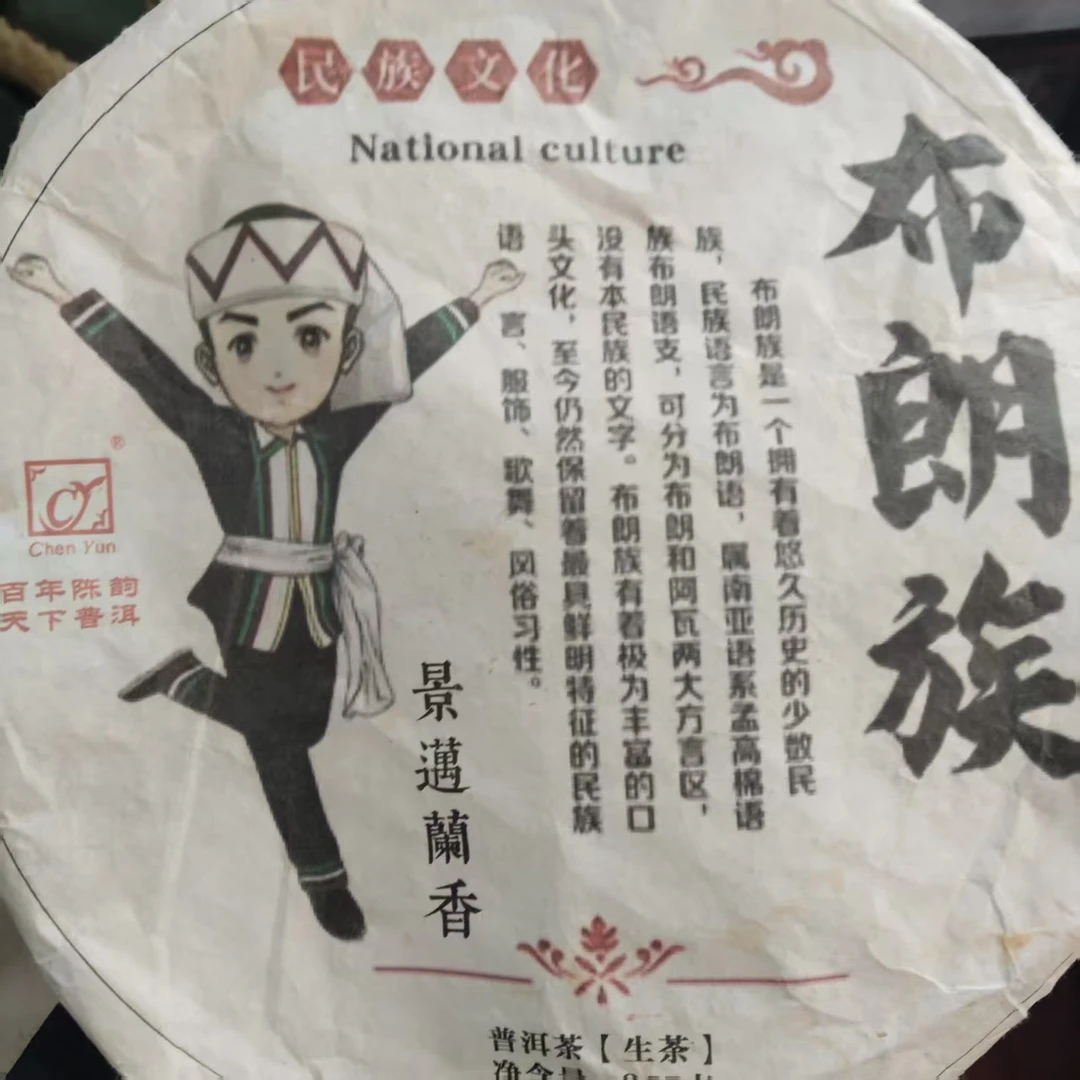 民族文化
National culture
布朗族
布朗族是一个拥有着悠久历史的少数民
族，民族语言为布朗语，属南亚语系孟高棉语
族布朗语支，可分为布朗和阿瓦两大方言区，
没有本民族的文字。布朗族有着极为丰富的口
头文化，至今仍然保留着最具鲜明特征的民族
语言、服饰、歌舞、风俗习性。
景邁蘭香
®
CY
Chen Yun
百年陈韵
天下普洱
普洱茶【生茶】
净含量